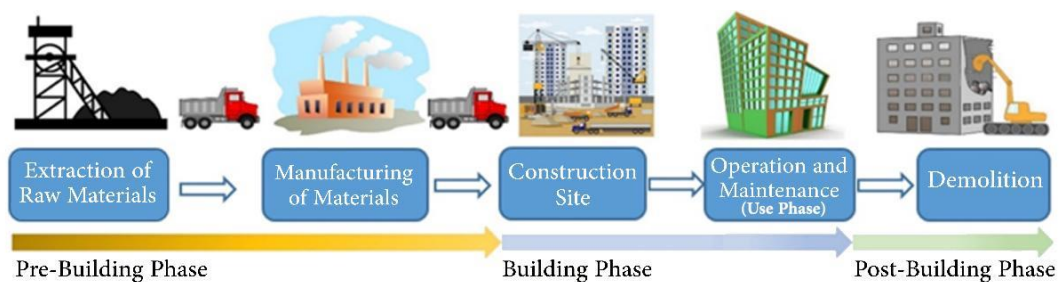 Extraction of
Raw Materials
Manufacturing
of Materials
Construction
Site
Operation and
Maintenance
(Use Phase)
Demolition
Pre-Building Phase
Building Phase
Post-Building Phase